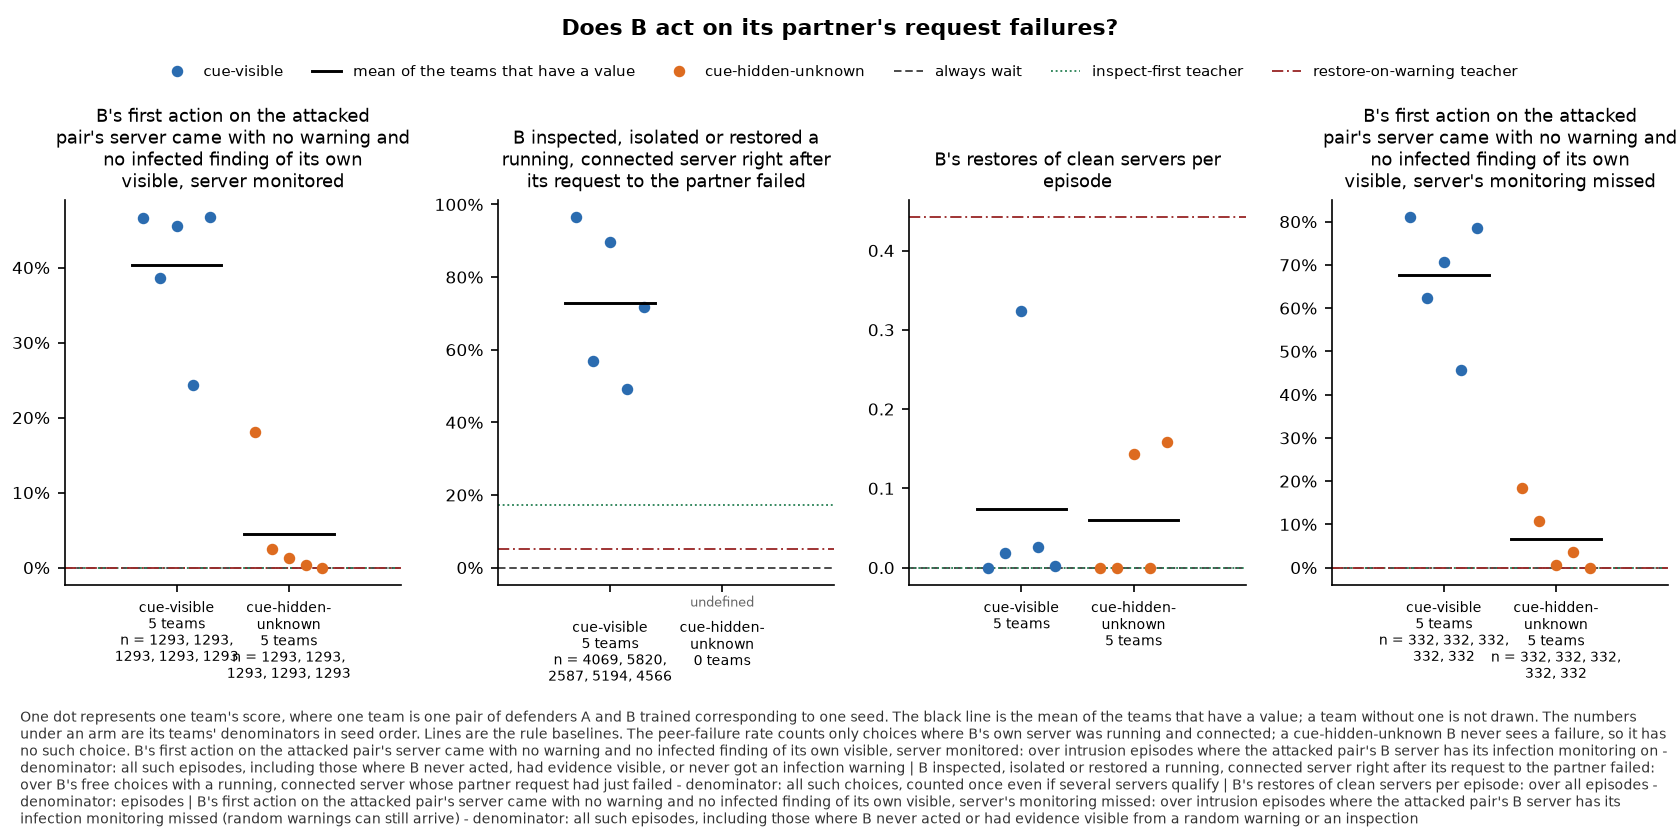 Does B act on its partner's request failures?
cue-visible
mean of the teams that have a value
cue-hidden-unknown
always wait
inspect-first teacher
restore-on-warning teacher
B's first action on the attacked
pair's server came with no warning and
no infected finding of its own
visible, server monitored
40%
30%
20%
10%
0%
cue-visible
5 teams
n = 1293, 1293,
1293, 1293, 1293
cue-hidden-
unknown
5 teams
n = 1293, 1293,
1293, 1293, 1293
B inspected, isolated or restored a
running, connected server right after
its request to the partner failed
100%
80%
60%
40%
20%
0%
undefined
cue-visible
5 teams
n = 4069, 5820,
2587, 5194, 4566
cue-hidden-
unknown
0 teams
B's restores of clean servers per
episode
0.4
0.3
0.2
0.1
0.0
cue-visible
5 teams
cue-hidden-
unknown
5 teams
B's first action on the attacked
pair's server came with no warning and
no infected finding of its own
visible, server's monitoring missed
80%
70%
60%
50%
40%
30%
20%
10%
0%
cue-visible
5 teams
n = 332, 332, 332,
332, 332
cue-hidden-
unknown
5 teams
n = 332, 332, 332,
332, 332
One dot represents one team's score, where one team is one pair of defenders A and B trained corresponding to one seed. The black line is the mean of the teams that have a value; a team without one is not drawn. The numbers
under an arm are its teams' denominators in seed order. Lines are the rule baselines. The peer-failure rate counts only choices where B's own server was running and connected; a cue-hidden-unknown B never sees a failure, so it has
no such choice. B's first action on the attacked pair's server came with no warning and no infected finding of its own visible, server monitored: over intrusion episodes where the attacked pair's B server has its infection monitoring on -
denominator: all such episodes, including those where B never acted, had evidence visible, or never got an infection warning | B inspected, isolated or restored a running, connected server right after its request to the partner failed:
over B's free choices with a running, connected server whose partner request had just failed - denominator: all such choices, counted once even if several servers qualify | B's restores of clean servers per episode: over all episodes -
denominator: episodes | B's first action on the attacked pair's server came with no warning and no infected finding of its own visible, server's monitoring missed: over intrusion episodes where the attacked pair's B server has its
infection monitoring missed (random warnings can still arrive) - denominator: all such episodes, including those where B never acted or had evidence visible from a random warning or an inspection